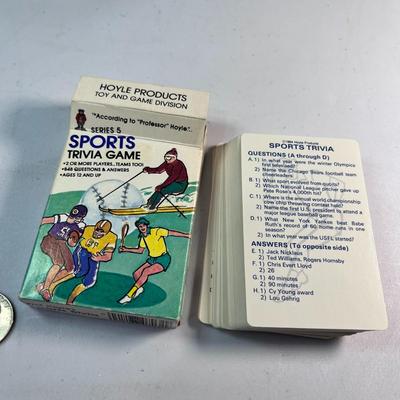 HOYLE PRODUCTS
TOY AND GAME DIVISION
"According to "Professor" Hoyle".
SERIES 5
SPORTS
TRIVIA GAME
•2 OR MORE PLAYERS..TEAMS TOO!
•648 QUESTIONS & ANSWERS
•AGES 12 AND UP
©1984 Hoyle Products
SPORTS TRIVIA
QUESTIONS (A through D)
A. 1) In what year were the winter Olympics
first televised?
2) Name the Chicago Bears football team
cheerleaders.
B. 1) What sport evolved from quoits?
2) Which National League pitcher gave up
Pete Rose's 4,000th hit?
C. 1) Where is the annual world championship
cow chip throwing contest held?
2) Name the first U.S. president to attend a
major league baseball game.
D. 1) What New York Yankee beat Babe
Ruth's record of 60 home runs in one
season?
2) In what year was the USFL started?
ANSWERS (To opposite side)
E. 1) Jack Nicklaus
2) Ted Williams, Rogers Hornsby
F. 1) Chris Evert Lloyd
2) 26
G. 1) 40 minutes
2) 90 minutes
H. 1) Cy Young award
2) Lou Gehrig